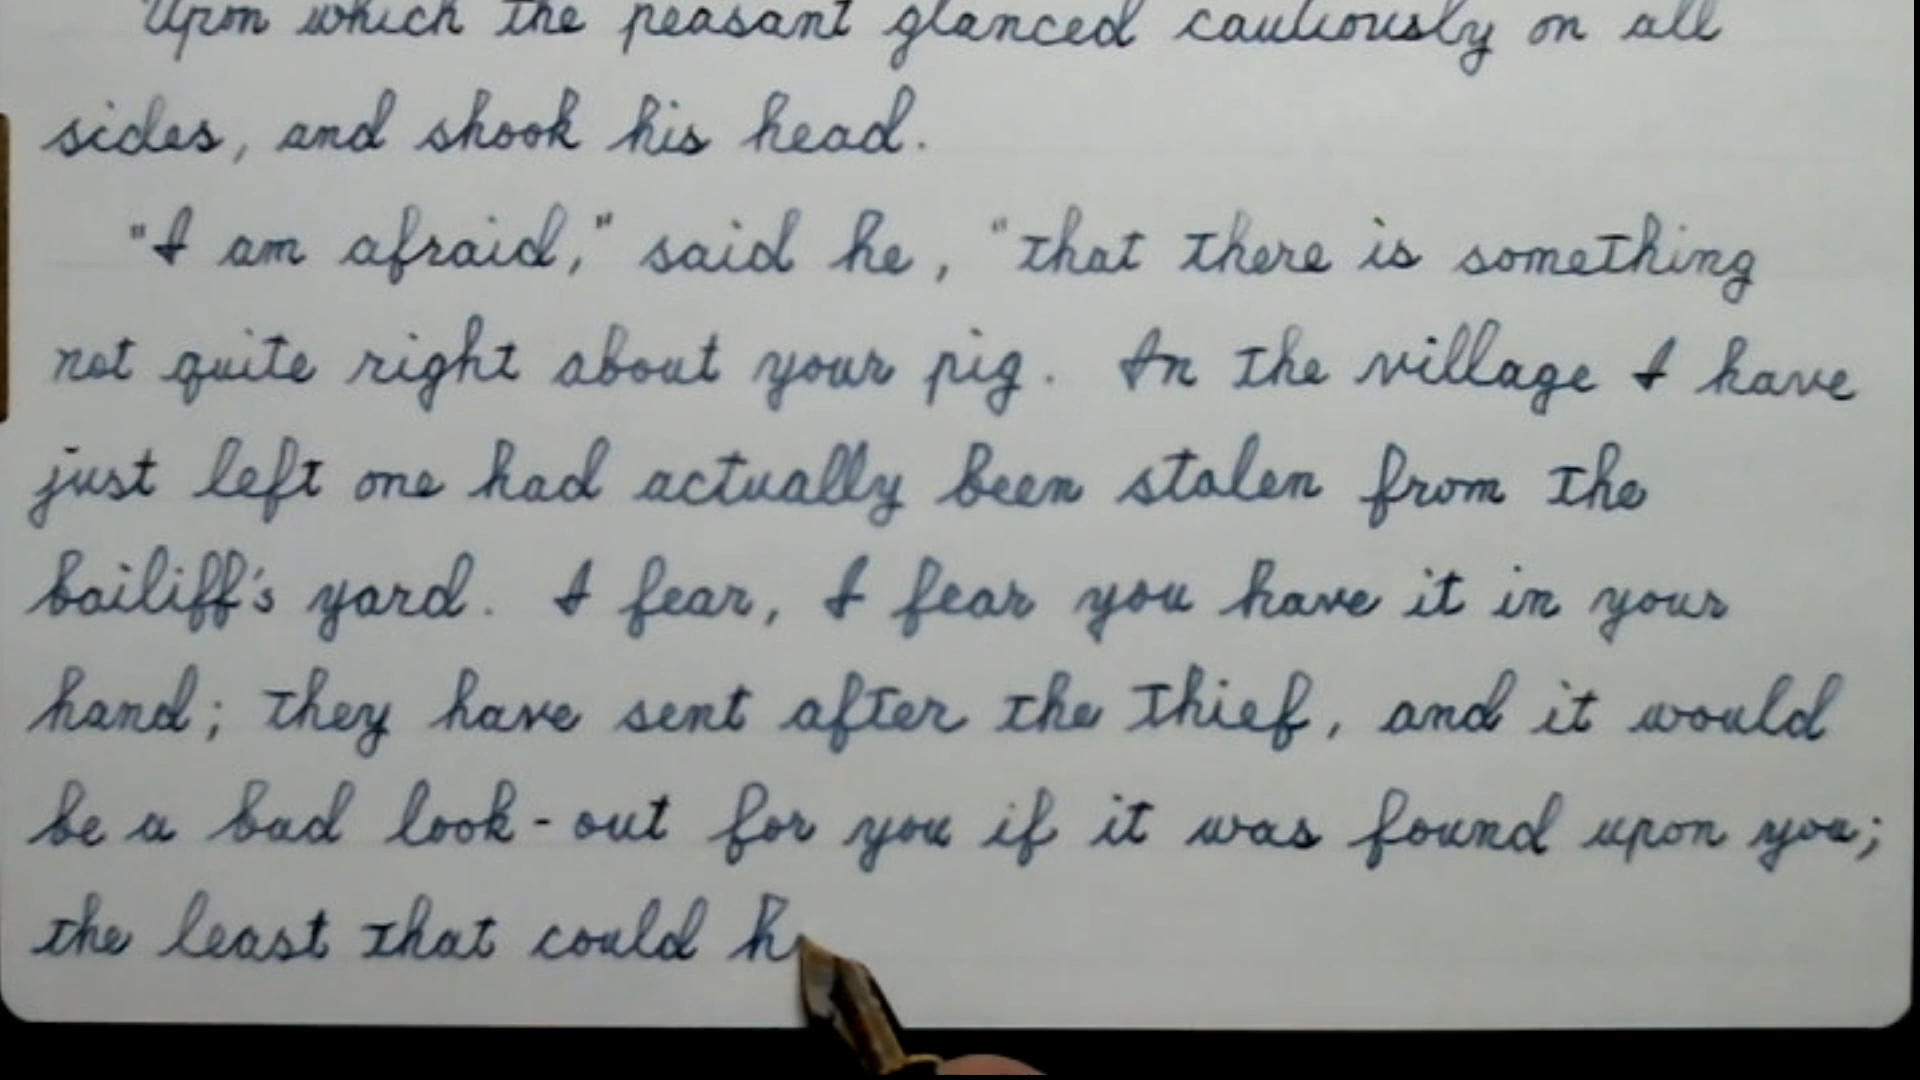 Upon which the peasant glanced cautiously on all
sides, and shook his head.
"I am afraid," said he, "that there is something
not quite right about your pig. In the village I have
just left one had actually been stolen from the
bailiff's yard. I fear, I fear you have it in your
hand; they have sent after the thief, and it would
be a bad look-out for you if it was found upon you;
the least that could h